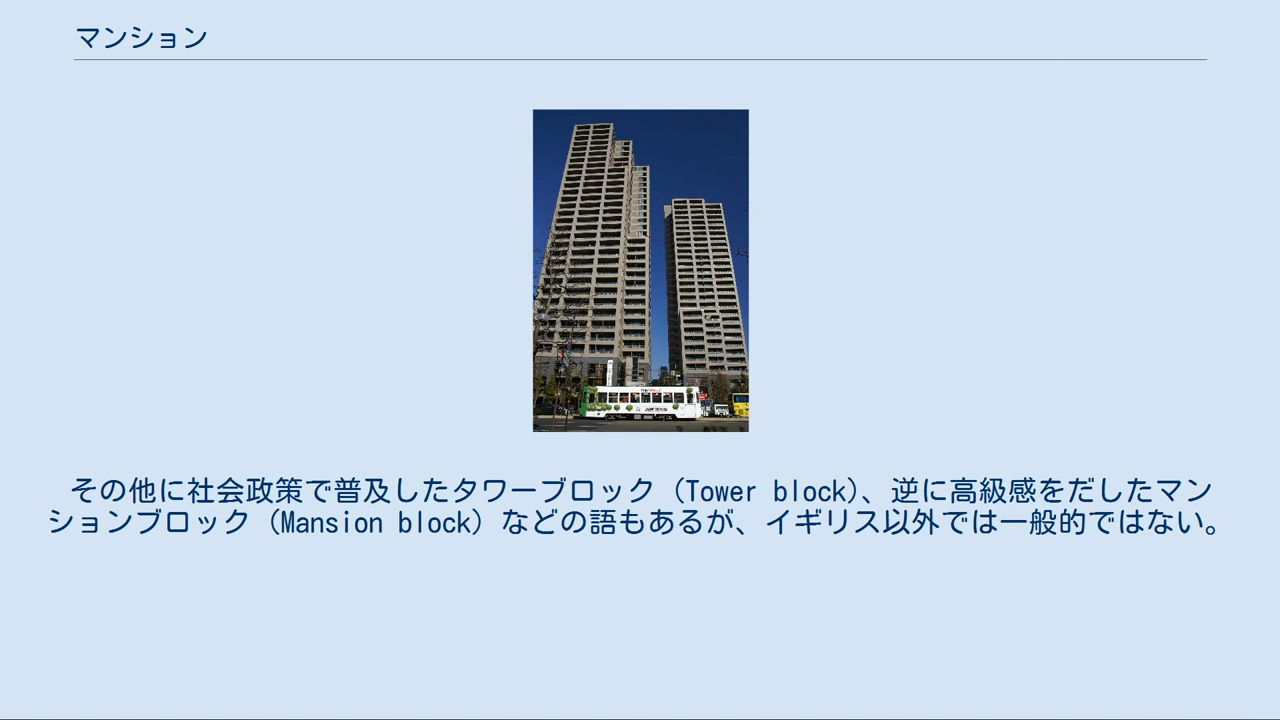 マンション
その他に社会政策で普及したタワーブロック（Tower block)、逆に高級感をだしたマン
ションブロック（Mansion block）などの語もあるが、イギリス以外では一般的ではない。